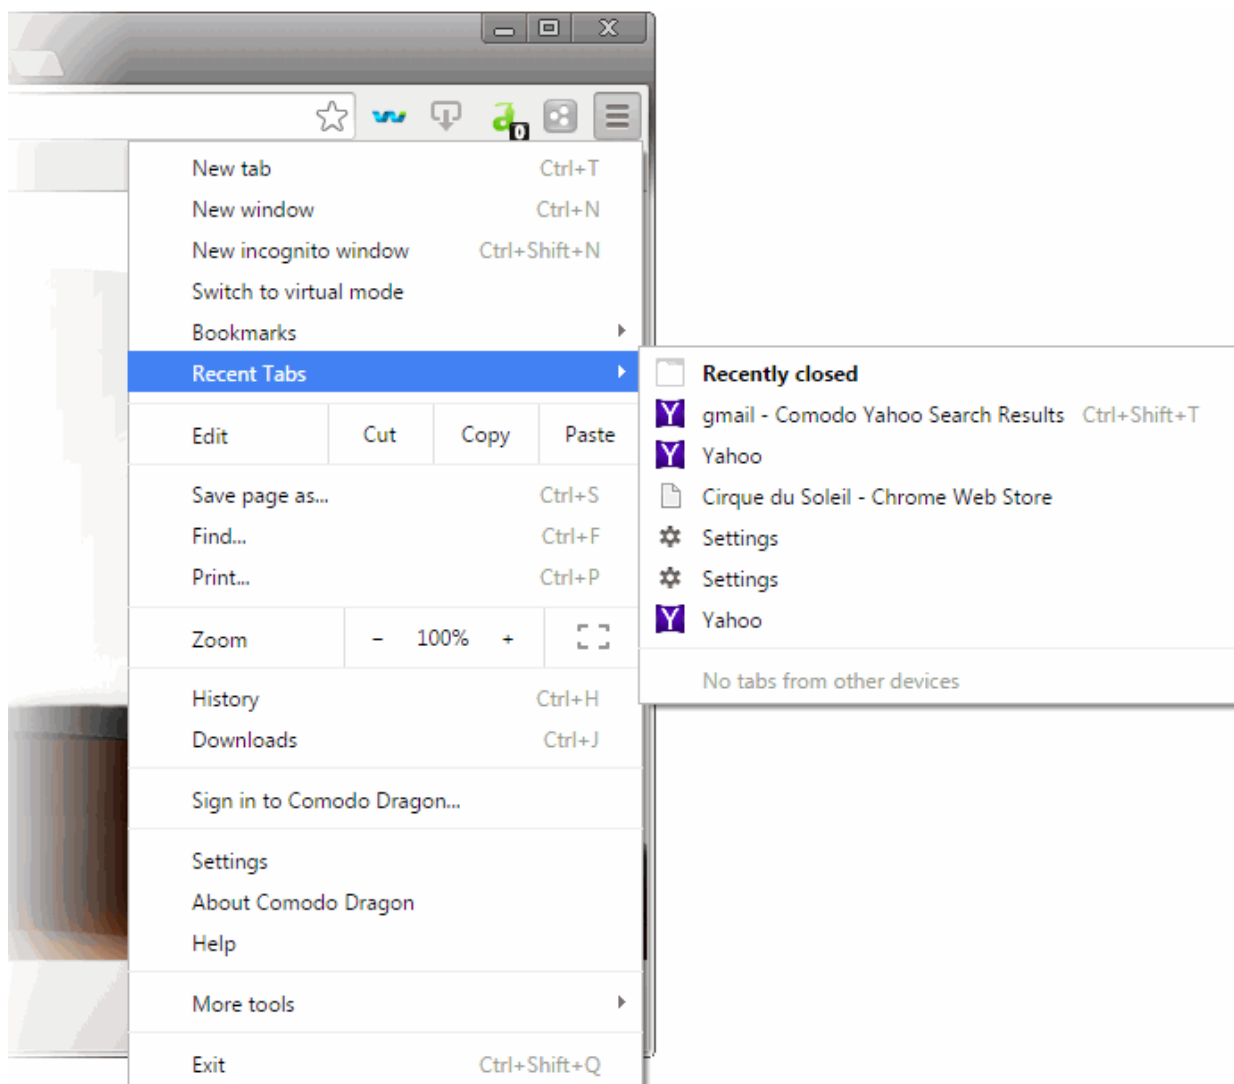 a 0
New tab Ctrl+T
New window Ctrl+N
New incognito window Ctrl+Shift+N
Switch to virtual mode
Bookmarks
Recent Tabs
Edit Cut Copy Paste
Save page as... Ctrl+S
Find... Ctrl+F
Print... Ctrl+P
Zoom - 100% +
History Ctrl+H
Downloads Ctrl+J
Sign in to Comodo Dragon...
Settings
About Comodo Dragon
Help
More tools
Exit Ctrl+Shift+Q
Recently closed
Y gmail - Comodo Yahoo Search Results Ctrl+Shift+T
Y Yahoo
Cirque du Soleil - Chrome Web Store
Settings
Settings
Y Yahoo
No tabs from other devices